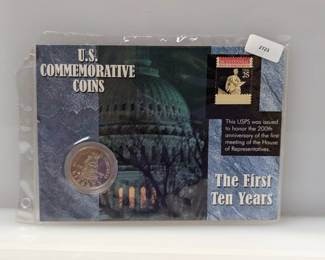 U.S.
COMMEMORATIVE
COINS
25
This USPS was issued
to honor the 200th
anniversary of the first
meeting of the House
of Representatives.
The First
Ten Years